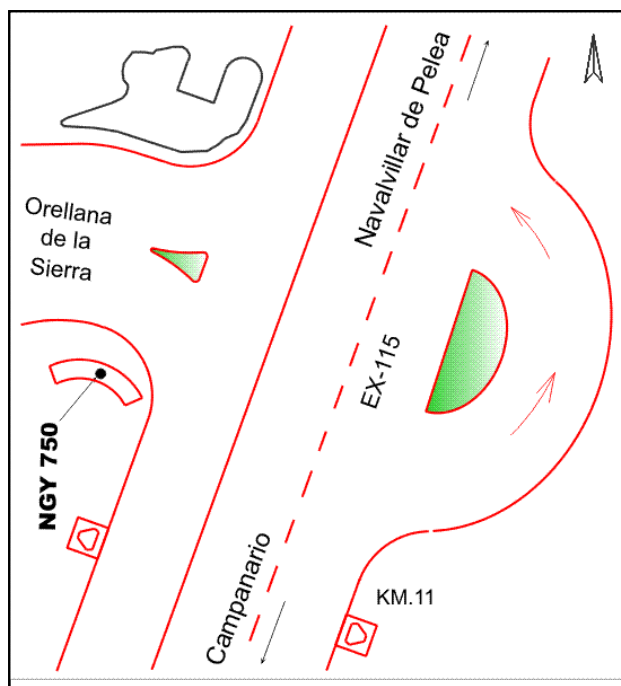 Navalvillar de Pelea
Orellana
de la
Sierra
EX-115
NGY 750
Campanario
KM.11